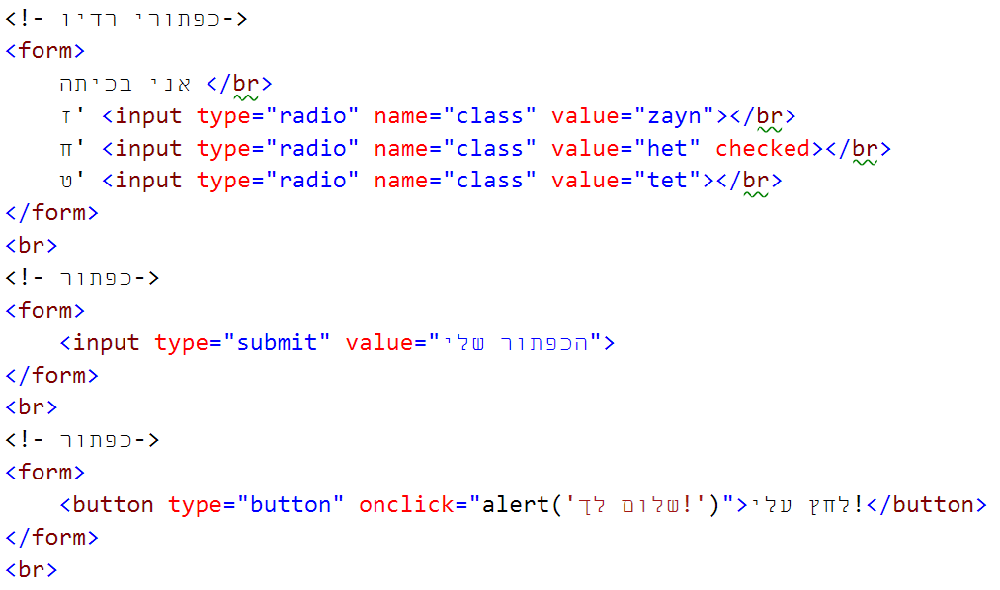 <!- כפתורי רדיו->
<form>
    אני בכיתה </br>
    ז' <input type="radio" name="class" value="zayn"></br>
    ח' <input type="radio" name="class" value="het" checked></br>
    ט' <input type="radio" name="class" value="tet"></br>
</form>
<br>
<!- כפתור->
<form>
    <input type="submit" value="הכפתור שלי">
</form>
<br>
<!- כפתור->
<form>
    <button type="button" onclick="alert('שלום לך!')">לחץ עלי!</button>
</form>
<br>